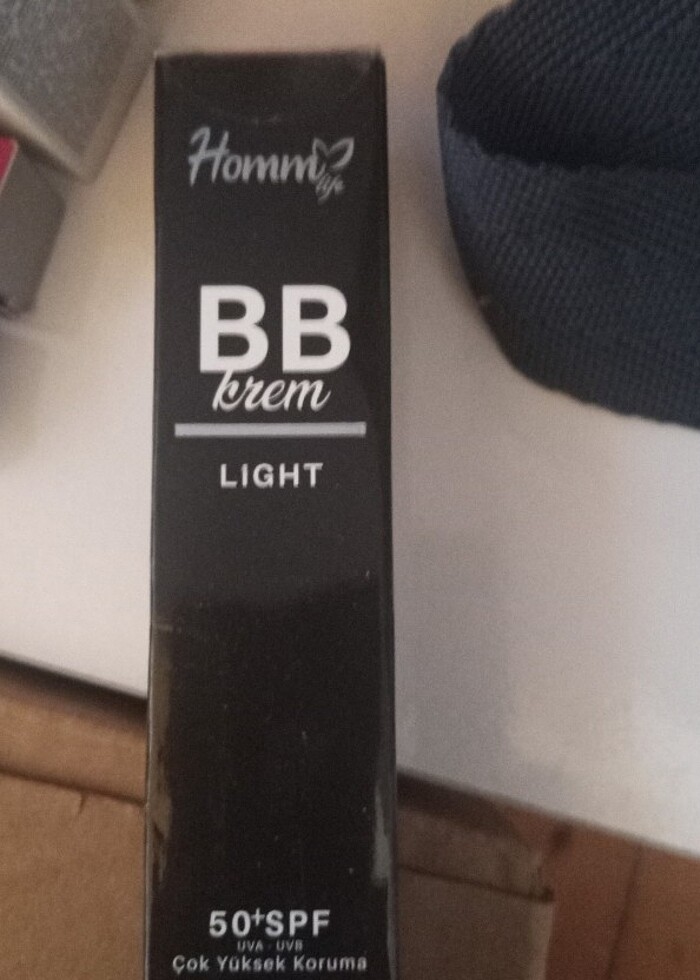 Homm
life
BB
krem
LIGHT
50+SPF
UVA - UVB
Çok Yüksek Koruma